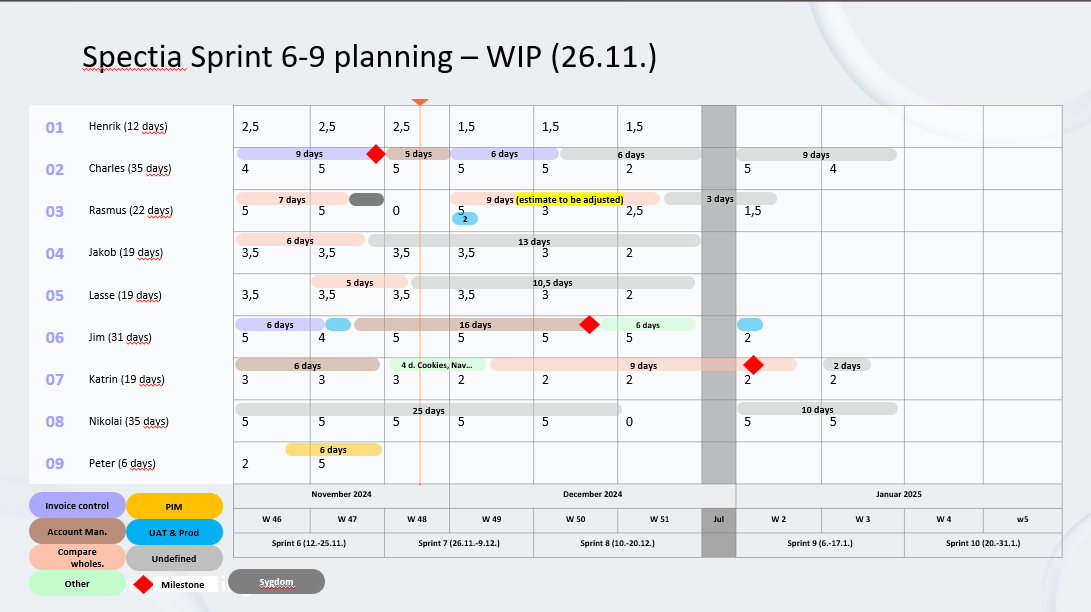 Spectia Sprint 6-9 planning – WIP (26.11.)
01 Henrik (12 days) 2,5 2,5 2,5 1,5 1,5 1,5
9 days 5 days 6 days 6 days 9 days
02 Charles (35 days) 4 5 5 5 5 2 5 4
7 days 9 days (estimate to be adjusted) 3 days
03 Rasmus (22 days) 5 5 0 5 3 2,5 1,5
2
6 days 13 days
04 Jakob (19 days) 3,5 3,5 3,5 3,5 3 2
5 days 10,5 days
05 Lasse (19 days) 3,5 3,5 3,5 3,5 3 2
6 days 16 days 6 days
06 Jim (31 days) 5 4 5 5 5 5 2
6 days 4 d. Cookies, Nav... 9 days 2 days
07 Katrin (19 days) 3 3 3 2 2 2 2 2
25 days 10 days
08 Nikolai (35 days) 5 5 5 5 5 0 5 5
6 days
09 Peter (6 days) 2 5
November 2024 December 2024 Januar 2025
W 46 W 47 W 48 W 49 W 50 W 51 Jul W 2 W 3 W 4 w5
Sprint 6 (12.-25.11.) Sprint 7 (26.11.-9.12.) Sprint 8 (10.-20.12.) Sprint 9 (6.-17.1.) Sprint 10 (20.-31.1.)
Invoice control PIM
Account Man. UAT & Prod
Compare
wholes.
Undefined
Other Milestone Sygdom